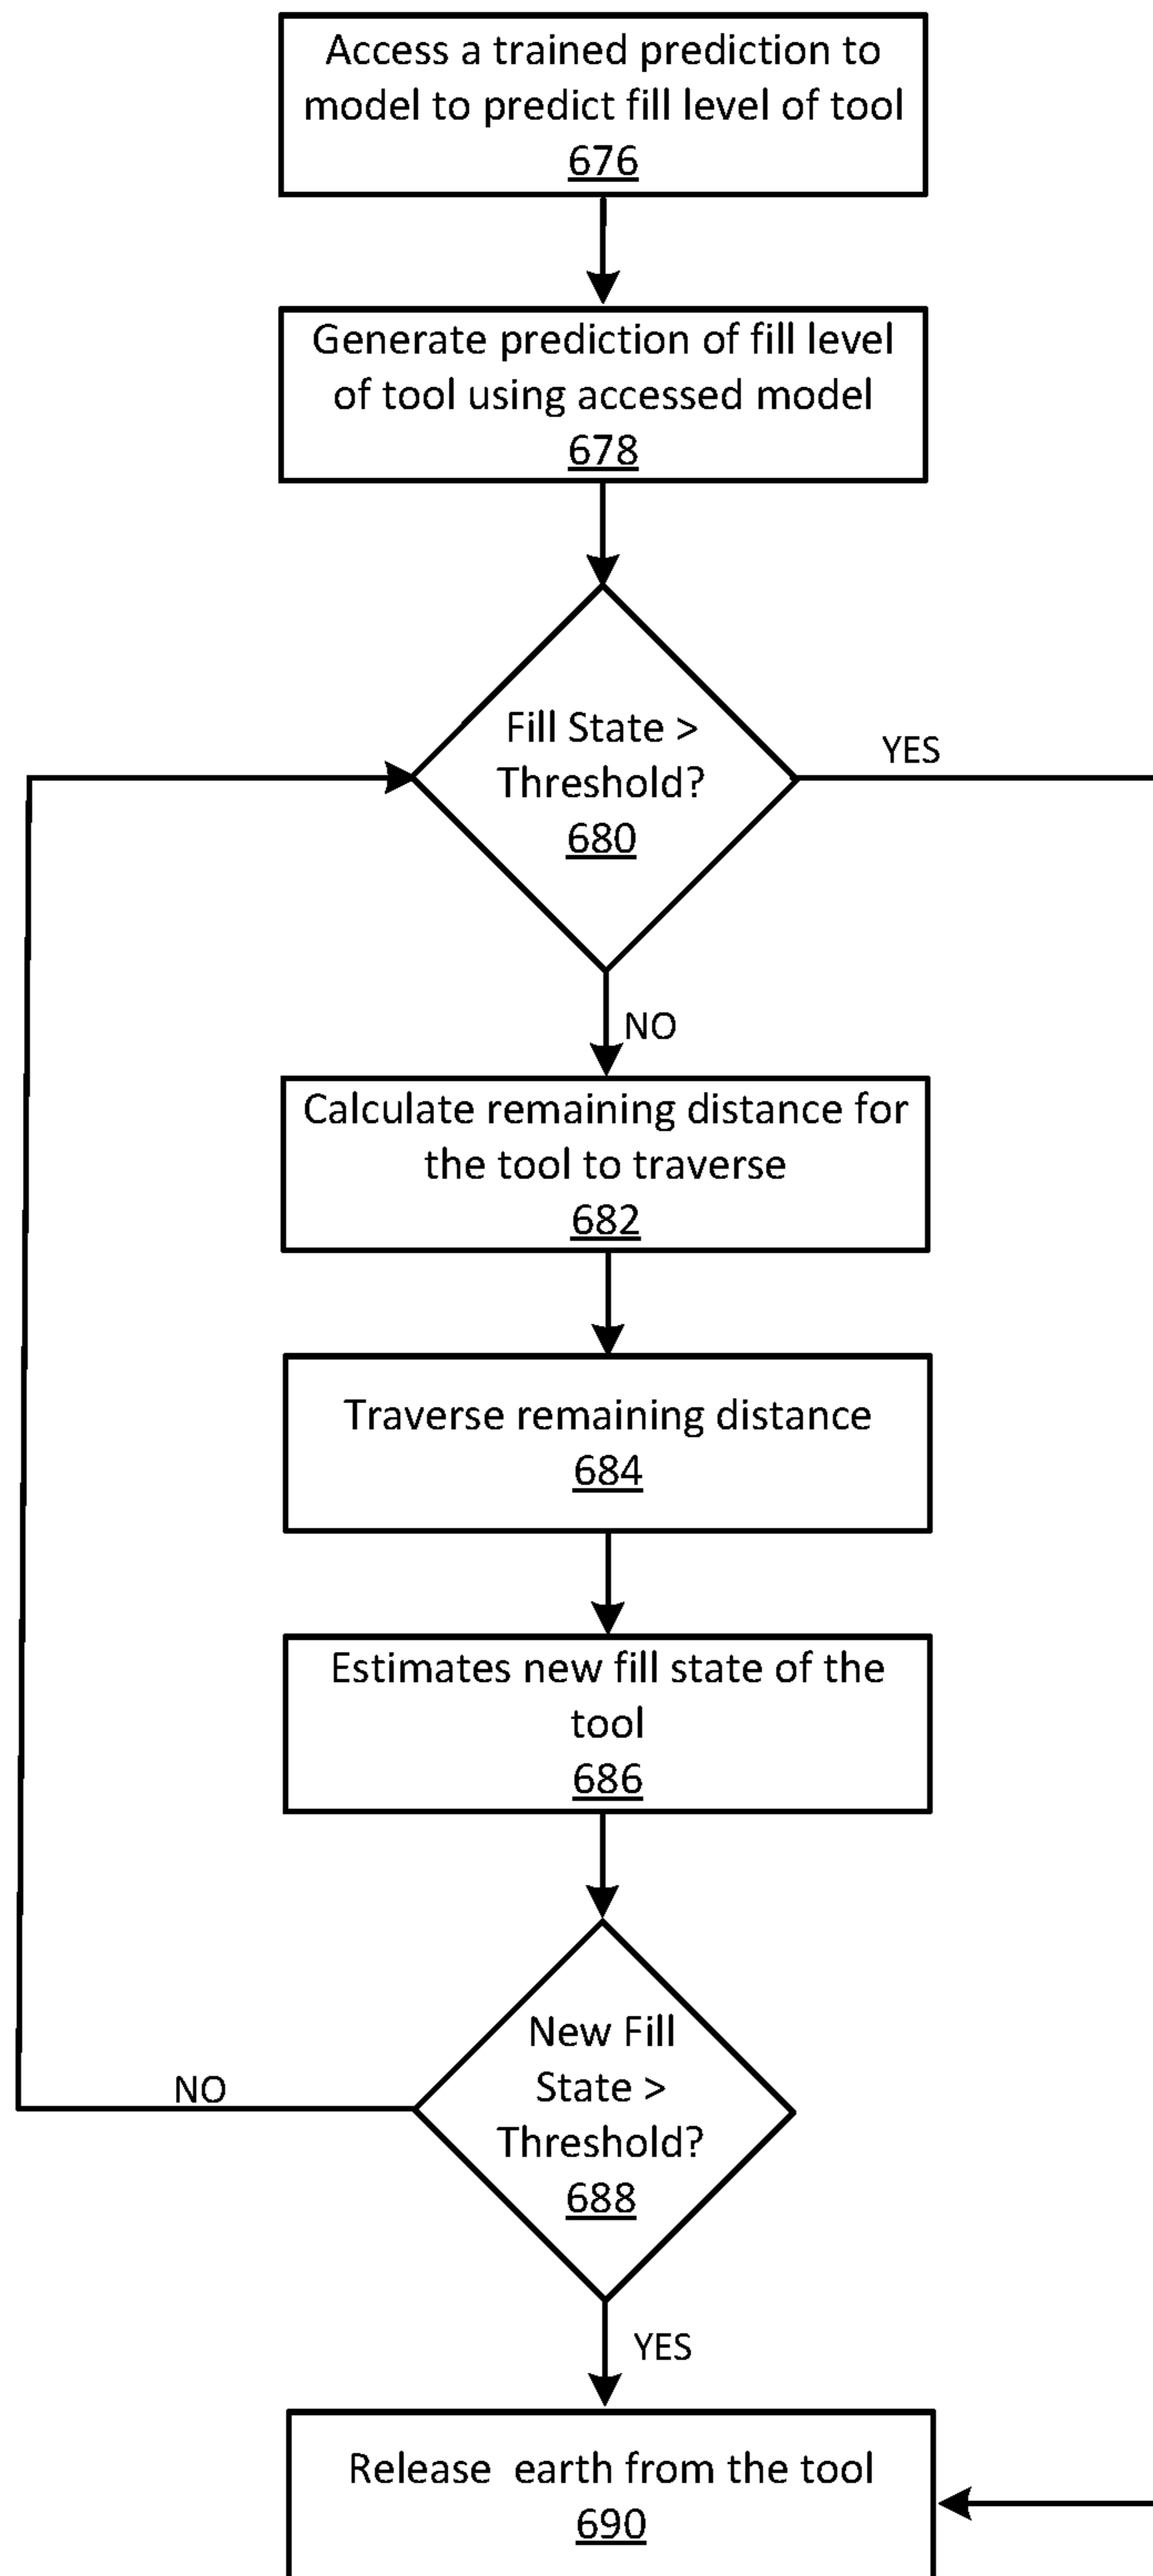 Access a trained prediction to
model to predict fill level of tool
676
Generate prediction of fill level
of tool using accessed model
678
Fill State >
Threshold?
680
YES
NO
Calculate remaining distance for
the tool to traverse
682
Traverse remaining distance
684
Estimates new fill state of the
tool
686
New Fill
State >
Threshold?
688
NO
YES
Release earth from the tool
690